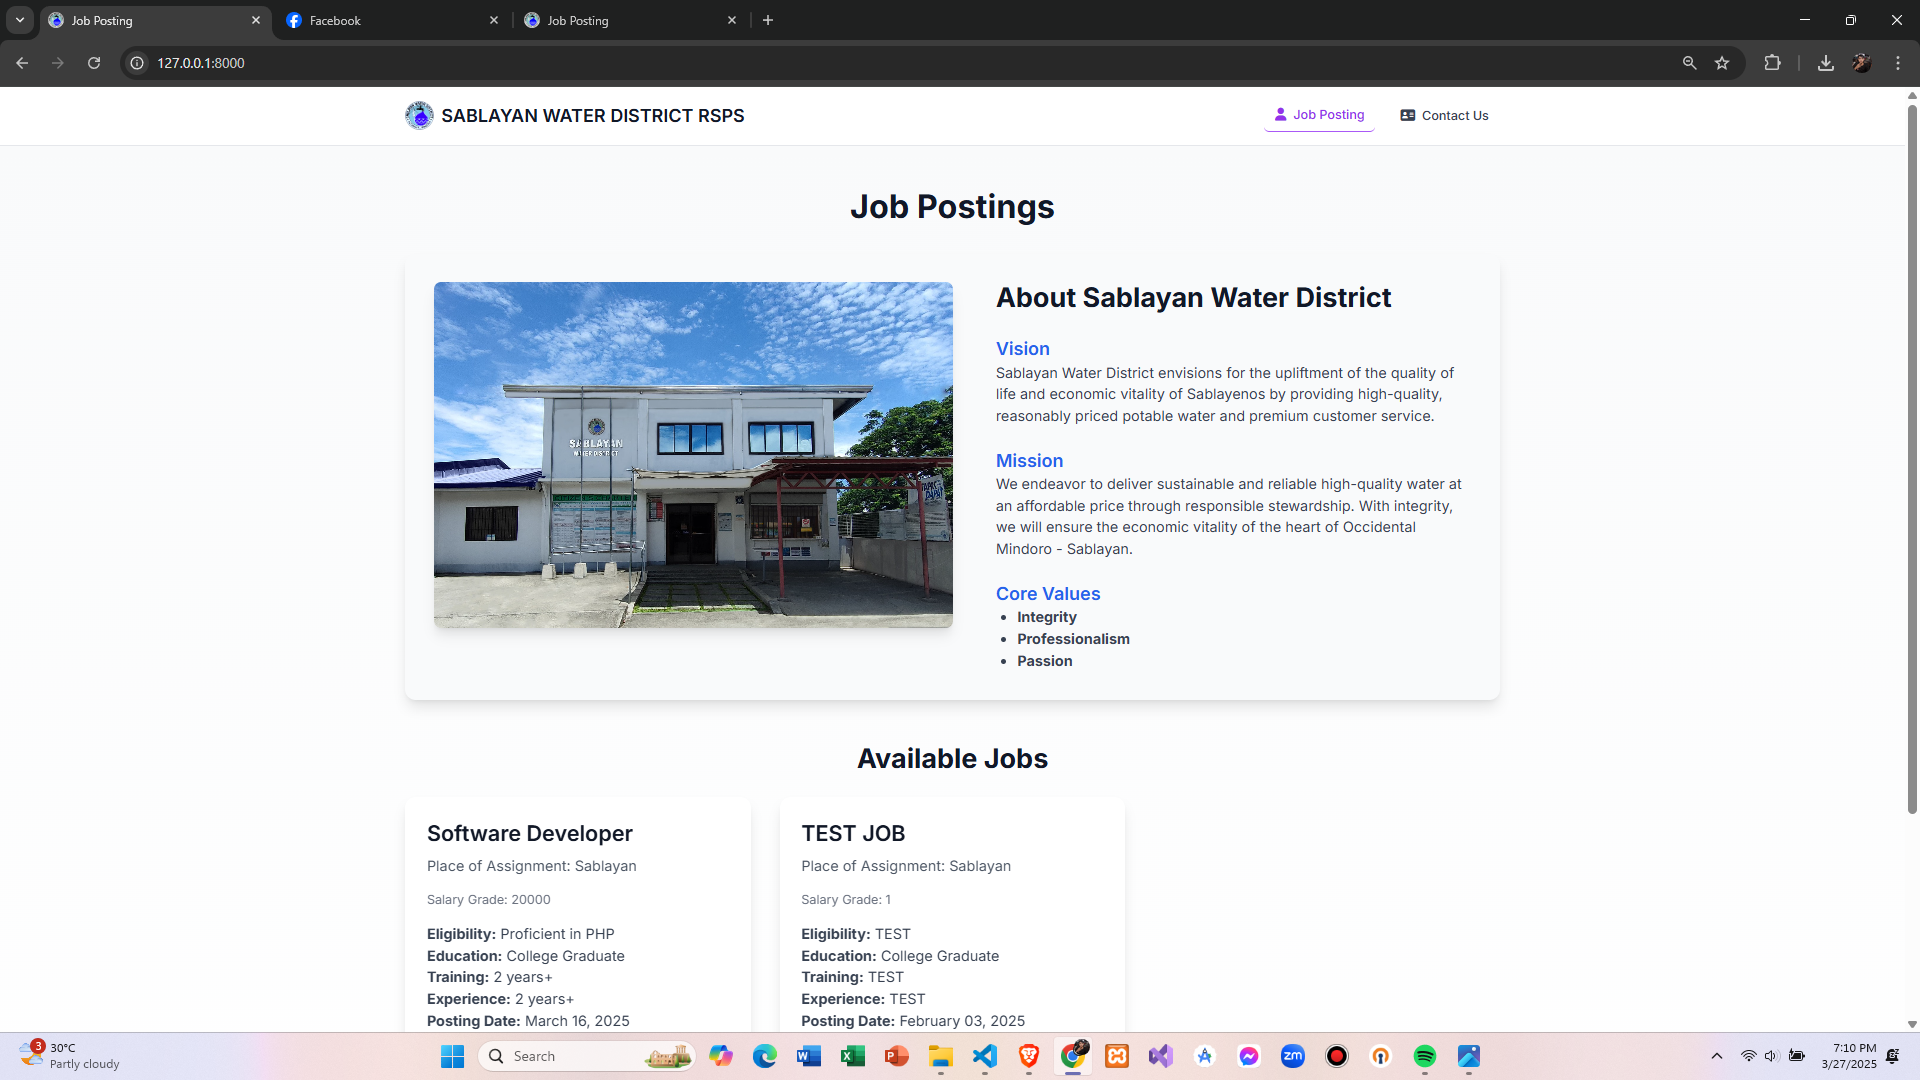 Job Posting
Facebook
Job Posting
127.0.0.1:8000
SABLAYAN WATER DISTRICT RSPS
Job Posting
Contact Us
Job Postings
SABLAYAN
WATER DISTRICT
About Sablayan Water District
Vision
Sablayan Water District envisions for the upliftment of the quality of
life and economic vitality of Sablayenos by providing high-quality,
reasonably priced potable water and premium customer service.
Mission
We endeavor to deliver sustainable and reliable high-quality water at
an affordable price through responsible stewardship. With integrity,
we will ensure the economic vitality of the heart of Occidental
Mindoro - Sablayan.
Core Values
• Integrity
• Professionalism
• Passion
Available Jobs
Software Developer
Place of Assignment: Sablayan
Salary Grade: 20000
Eligibility: Proficient in PHP
Education: College Graduate
Training: 2 years+
Experience: 2 years+
Posting Date: March 16, 2025
TEST JOB
Place of Assignment: Sablayan
Salary Grade: 1
Eligibility: TEST
Education: College Graduate
Training: TEST
Experience: TEST
Posting Date: February 03, 2025
3
30°C
Partly cloudy
Search
zm
7:10 PM
3/27/2025